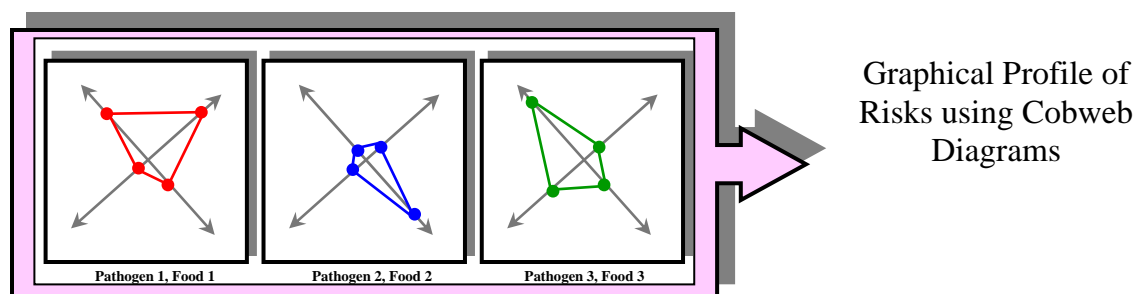 Pathogen 1, Food 1
Pathogen 2, Food 2
Pathogen 3, Food 3
Graphical Profile of
Risks using Cobweb
Diagrams